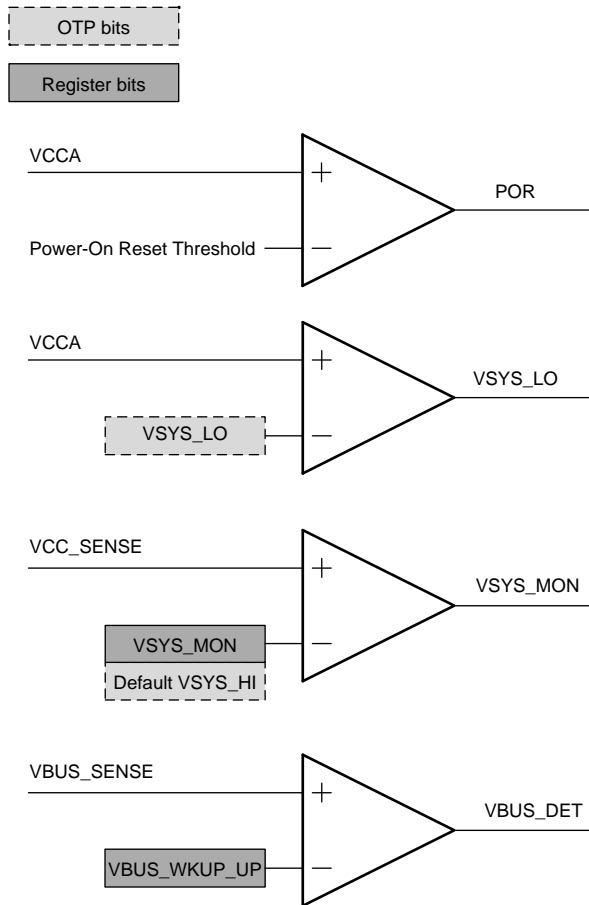 OTP bits
Register bits
VCCA
+
POR
Power-On Reset Threshold
−
VCCA
+
VSYS_LO
VSYS_LO
−
VCC_SENSE
+
VSYS_MON
VSYS_MON
−
Default VSYS_HI
VBUS_SENSE
+
VBUS_DET
VBUS_WKUP_UP
−